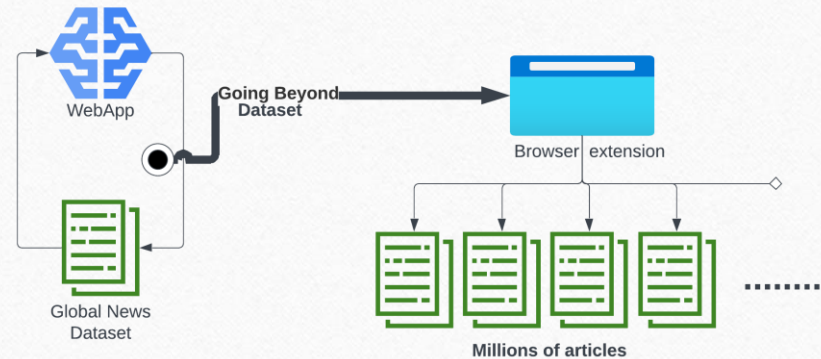 WebApp
Going Beyond
Dataset
Browser extension
Global News
Dataset
Millions of articles